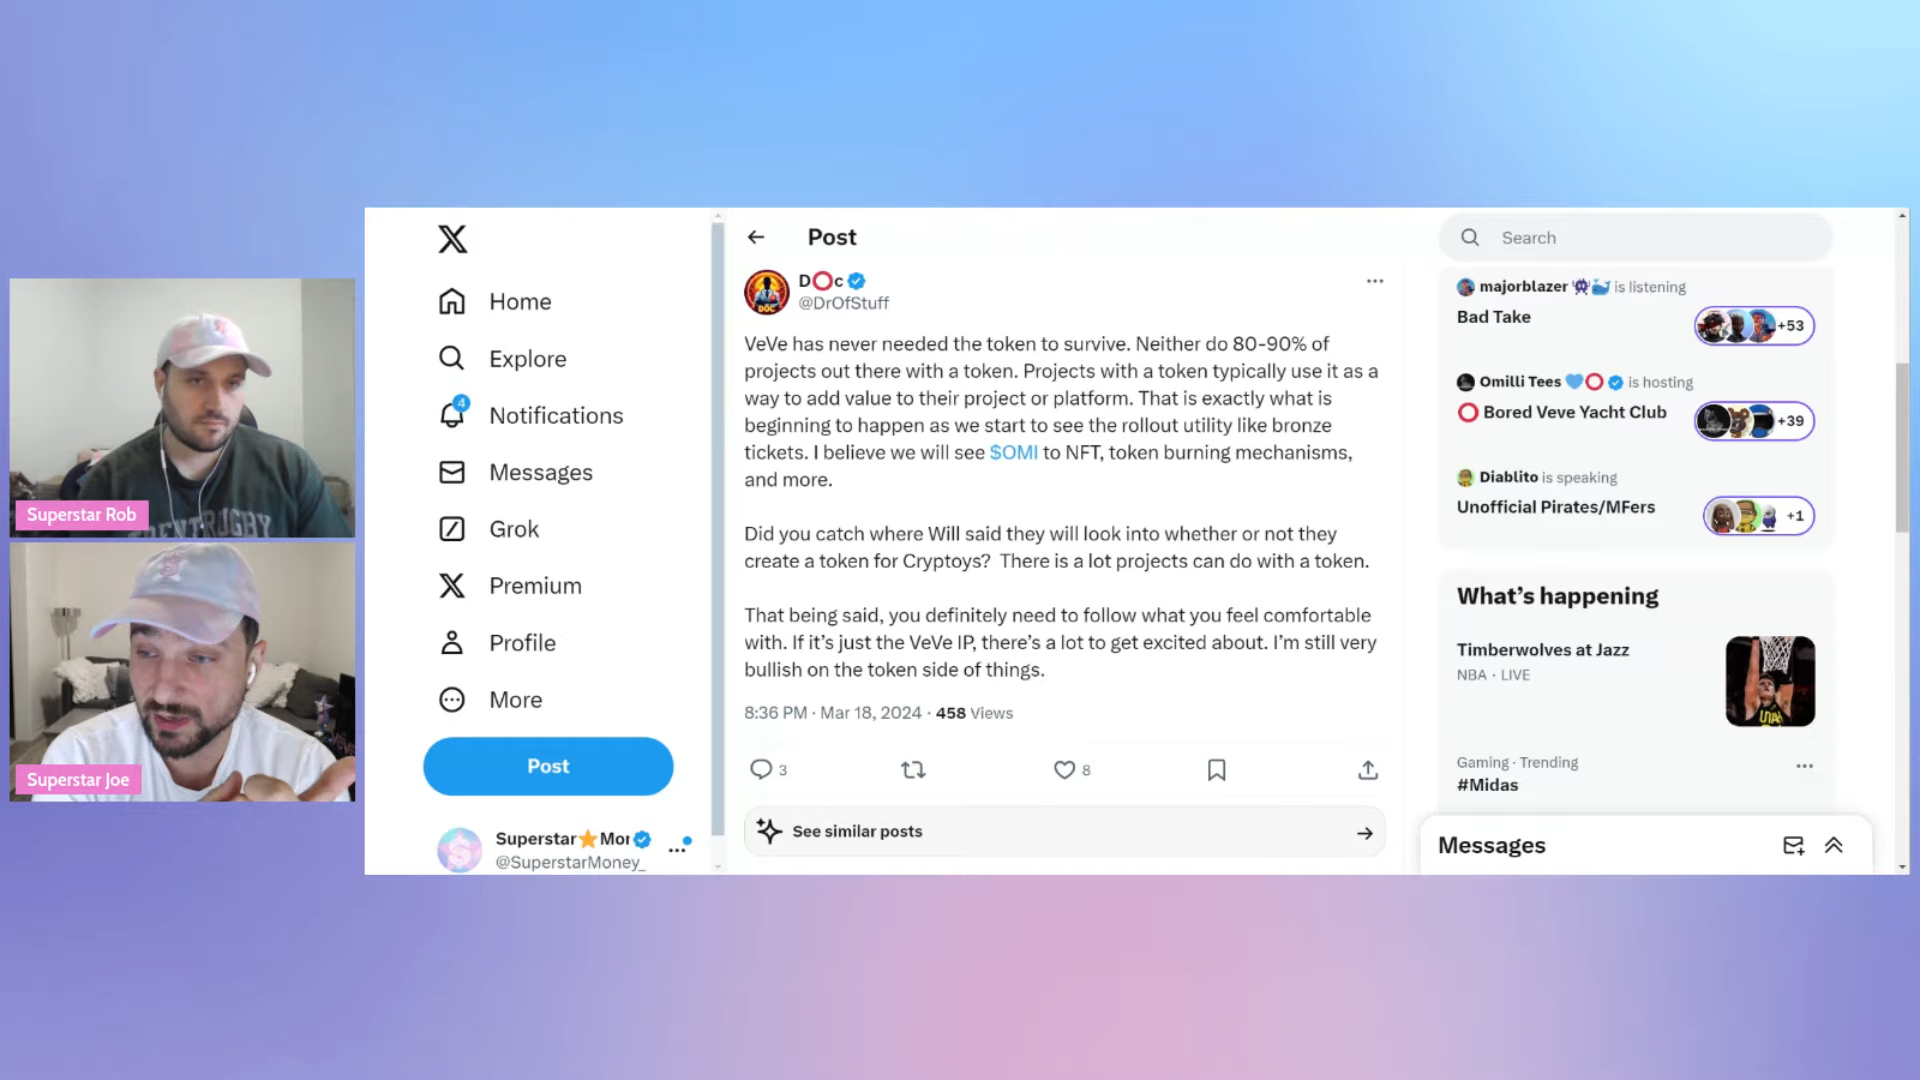 Superstar Rob
Superstar Joe
X
Home
Explore
4
Notifications
Messages
Grok
Premium
Profile
More
Post
Superstar⭐Mor
@SuperstarMoney_
Post
D⭕c
@DrOfStuff
VeVe has never needed the token to survive. Neither do 80-90% of
projects out there with a token. Projects with a token typically use it as a
way to add value to their project or platform. That is exactly what is
beginning to happen as we start to see the rollout utility like bronze
tickets. I believe we will see $OMI to NFT, token burning mechanisms,
and more.
Did you catch where Will said they will look into whether or not they
create a token for Cryptoys?  There is a lot projects can do with a token.
That being said, you definitely need to follow what you feel comfortable
with. If it’s just the VeVe IP, there’s a lot to get excited about. I’m still very
bullish on the token side of things.
8:36 PM · Mar 18, 2024 · 458 Views
3
8
See similar posts
Search
majorblazer 👾🐳 is listening
Bad Take
+53
Omilli Tees 🩵⭕ is hosting
⭕ Bored Veve Yacht Club
+39
Diablito is speaking
Unofficial Pirates/MFers
+1
What’s happening
Timberwolves at Jazz
NBA · LIVE
Gaming · Trending
#Midas
Messages